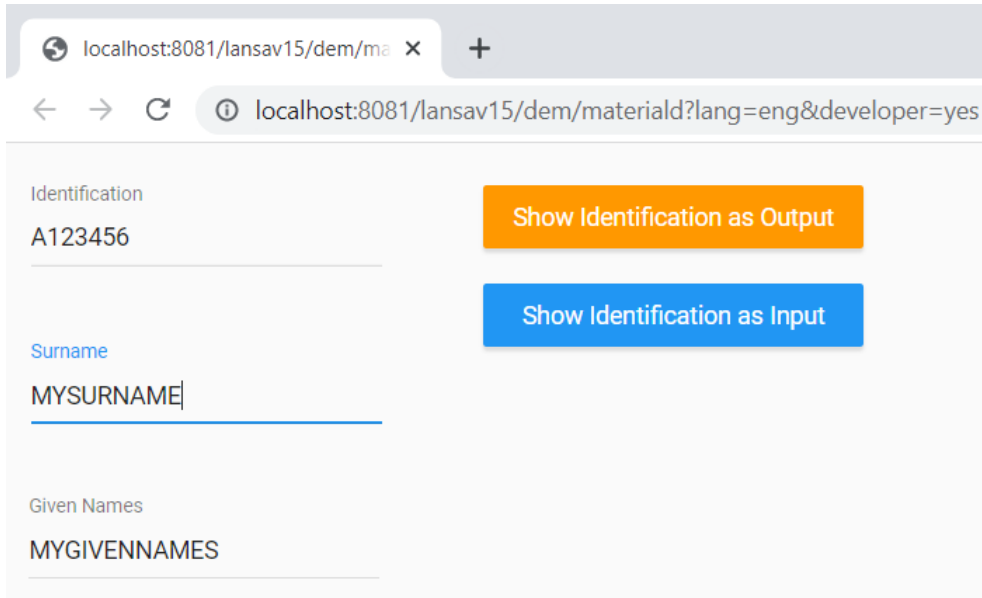 localhost:8081/lansav15/dem/ma
localhost:8081/lansav15/dem/materiald?lang=eng&developer=yes
Identification
A123456
Show Identification as Output
Show Identification as Input
Surname
MYSURNAME
Given Names
MYGIVENNAMES